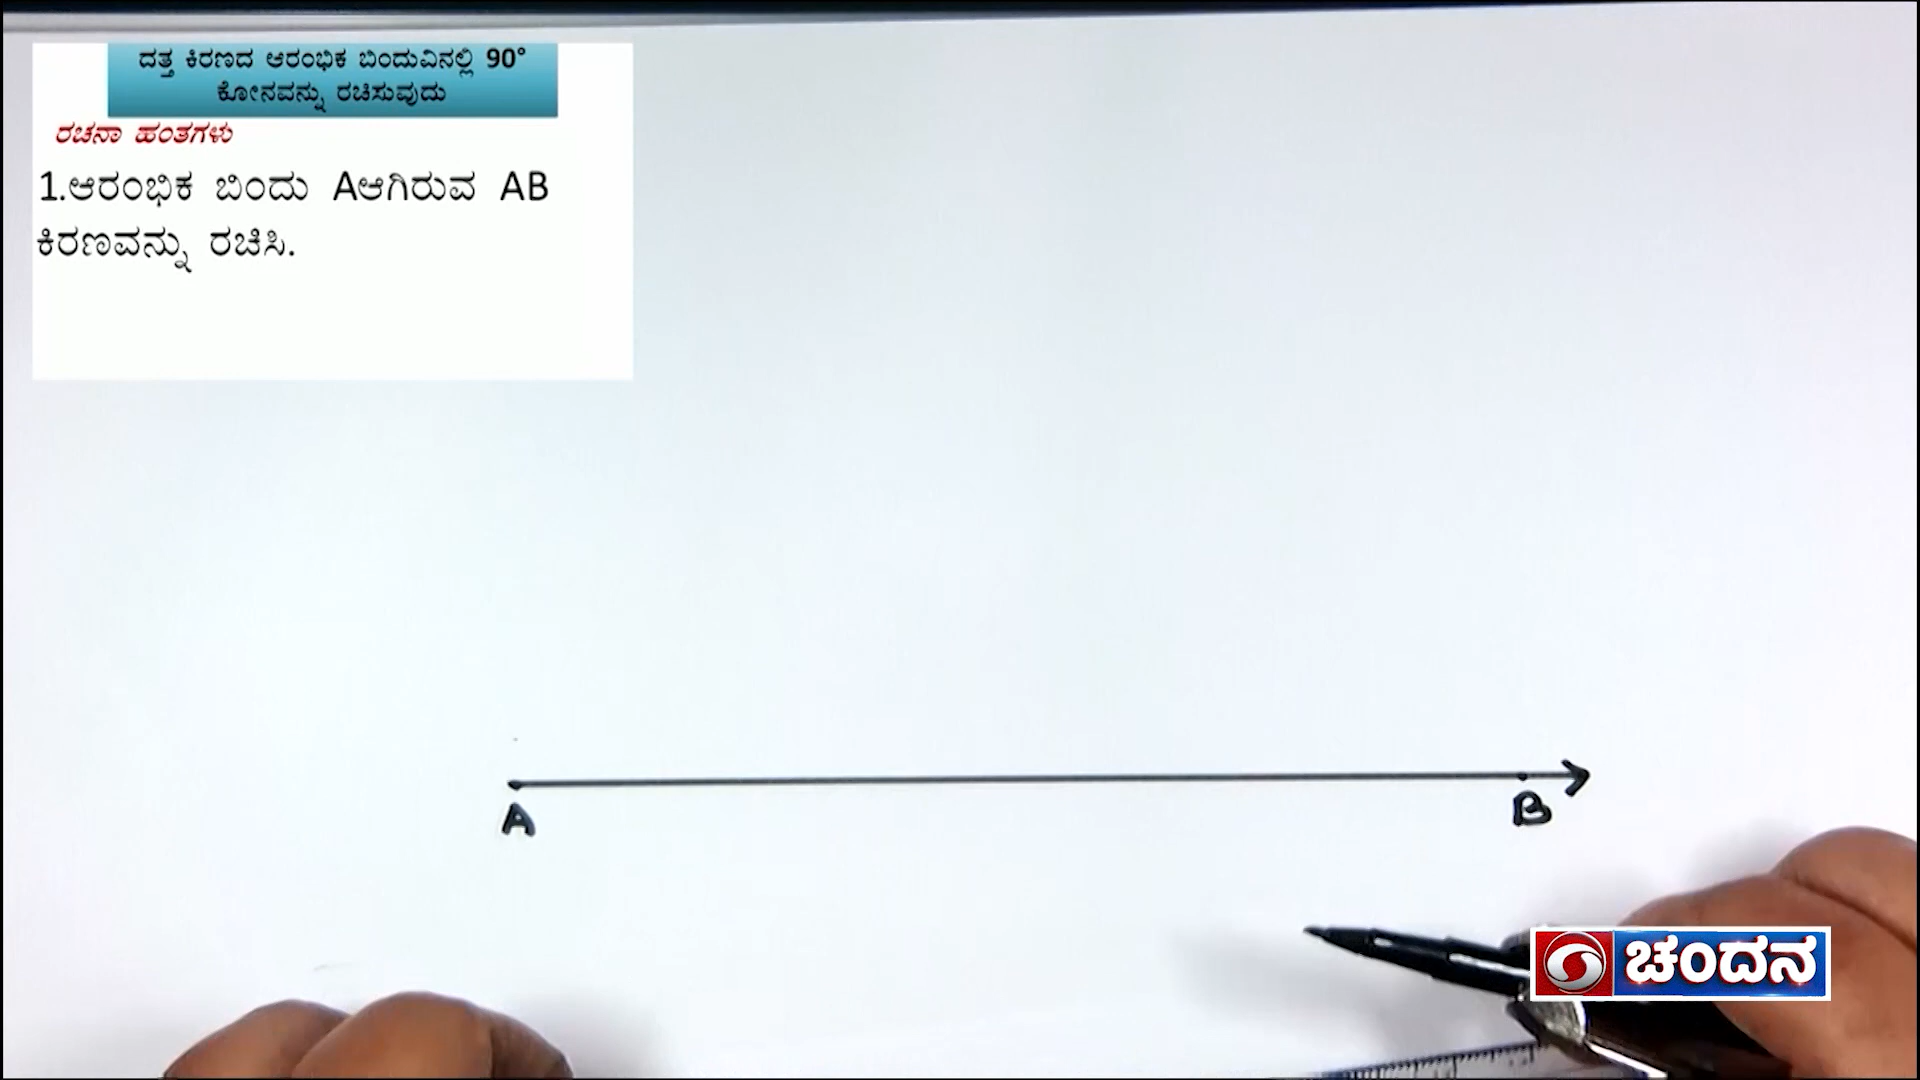 ದತ್ತ ಕಿರಣದ ಆರಂಭಿಕ ಬಿಂದುವಿನಲ್ಲಿ 90°
ಕೋನವನ್ನು ರಚಿಸುವುದು
ರಚನಾ ಹಂತಗಳು
1.ಆರಂಭಿಕ ಬಿಂದು Aಆಗಿರುವ AB
ಕಿರಣವನ್ನು ರಚಿಸಿ.
A
B
ಚಂದನ